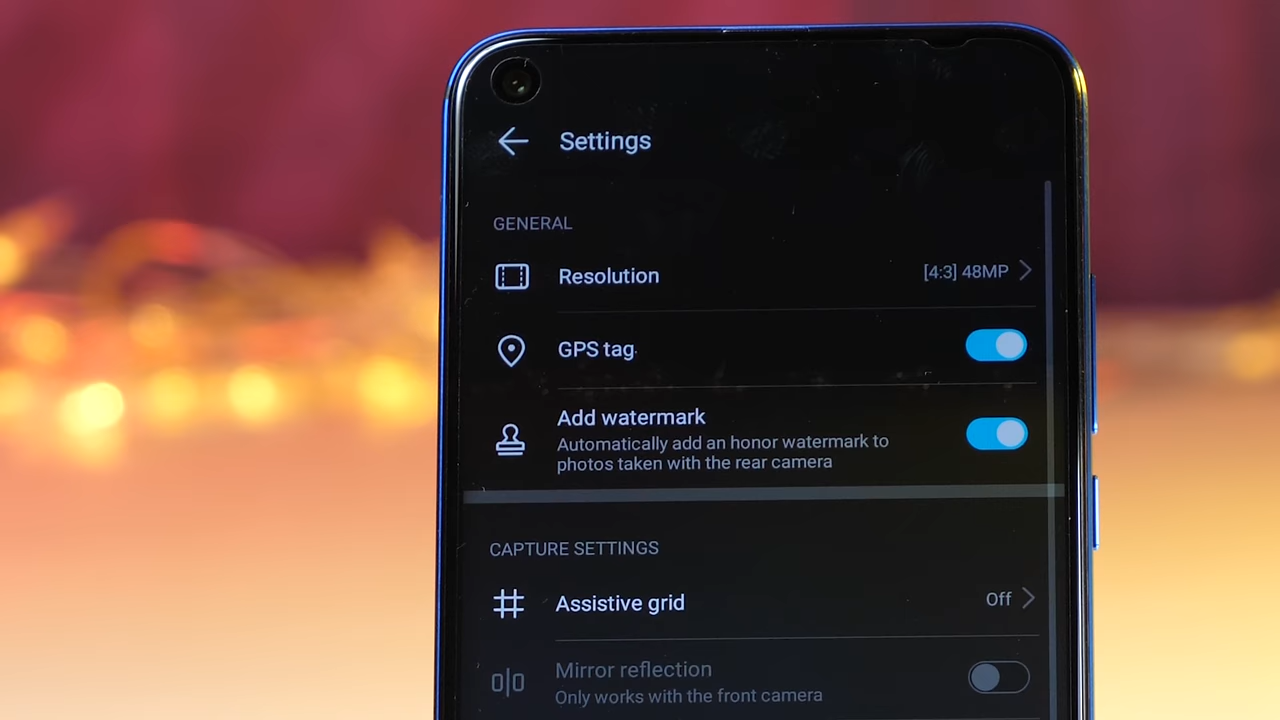 Settings
GENERAL
Resolution
[4:3] 48MP
GPS tag
Add watermark
Automatically add an honor watermark to
photos taken with the rear camera
CAPTURE SETTINGS
Assistive grid
Off
Mirror reflection
Only works with the front camera